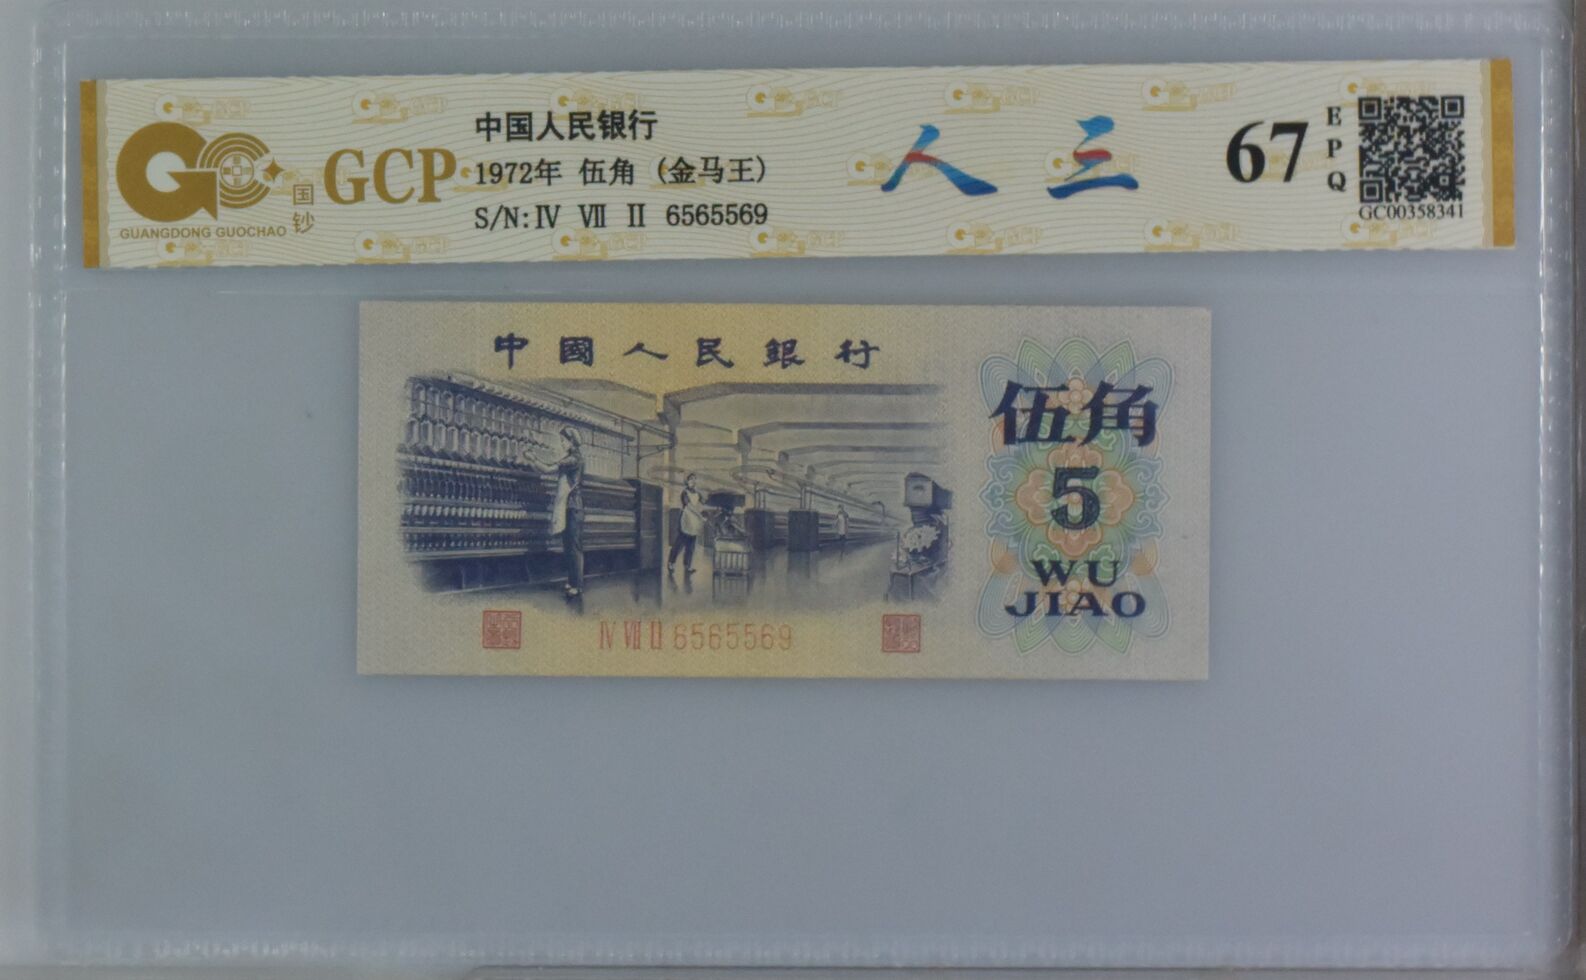 GCP
国
钞
GUANGDONG GUOCHAO
中国人民银行
1972年 伍角 (金马王)
S/N:Ⅳ Ⅶ Ⅱ 6565569
人三
67
EPQ
GC00358341
中國人民銀行
伍角
5
WU
JIAO
Ⅳ Ⅶ Ⅱ 6565569